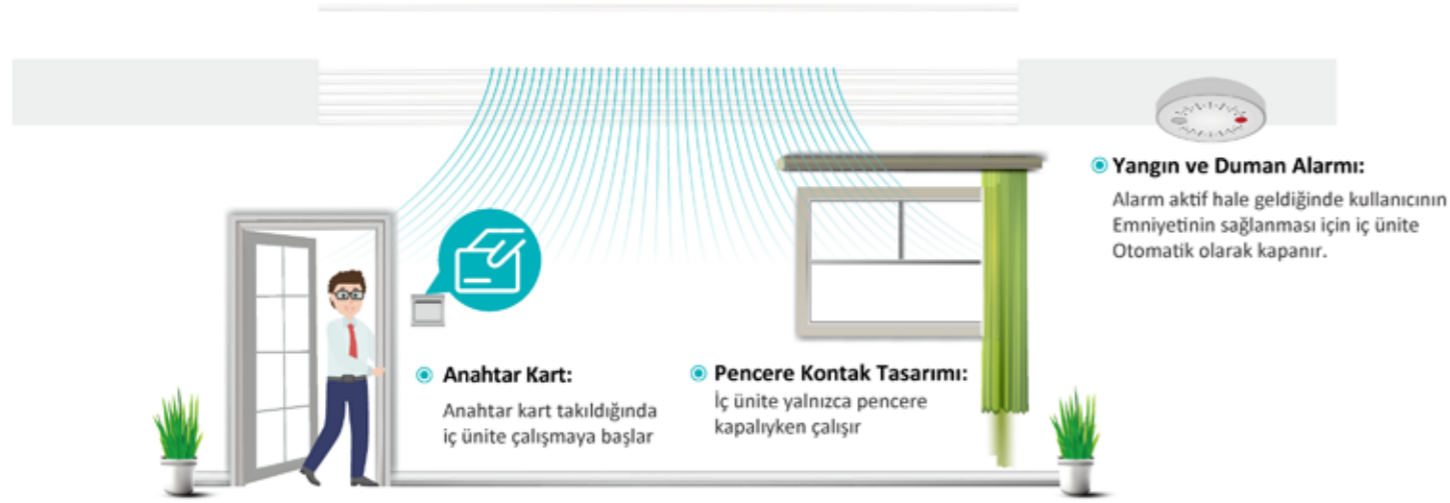 Yangın ve Duman Alarmı:
Alarm aktif hale geldiğinde kullanıcının
Emniyetinin sağlanması için iç ünite
Otomatik olarak kapanır.
Anahtar Kart:
Anahtar kart takıldığında
iç ünite çalışmaya başlar
Pencere Kontak Tasarımı:
İç ünite yalnızca pencere
kapalıyken çalışır